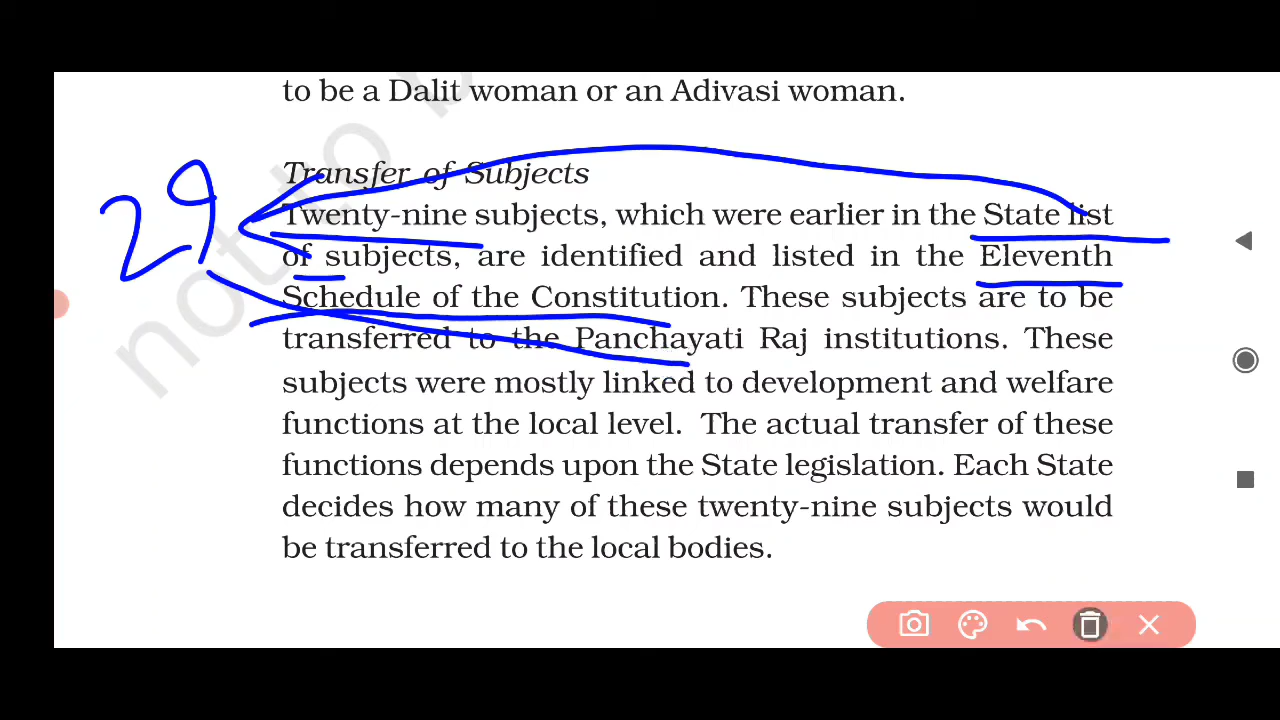 to be a Dalit woman or an Adivasi woman.
Transfer of Subjects
29
Twenty-nine subjects, which were earlier in the State list
of subjects, are identified and listed in the Eleventh
Schedule of the Constitution. These subjects are to be
transferred to the Panchayati Raj institutions. These
subjects were mostly linked to development and welfare
functions at the local level. The actual transfer of these
functions depends upon the State legislation. Each State
decides how many of these twenty-nine subjects would
be transferred to the local bodies.
not to b